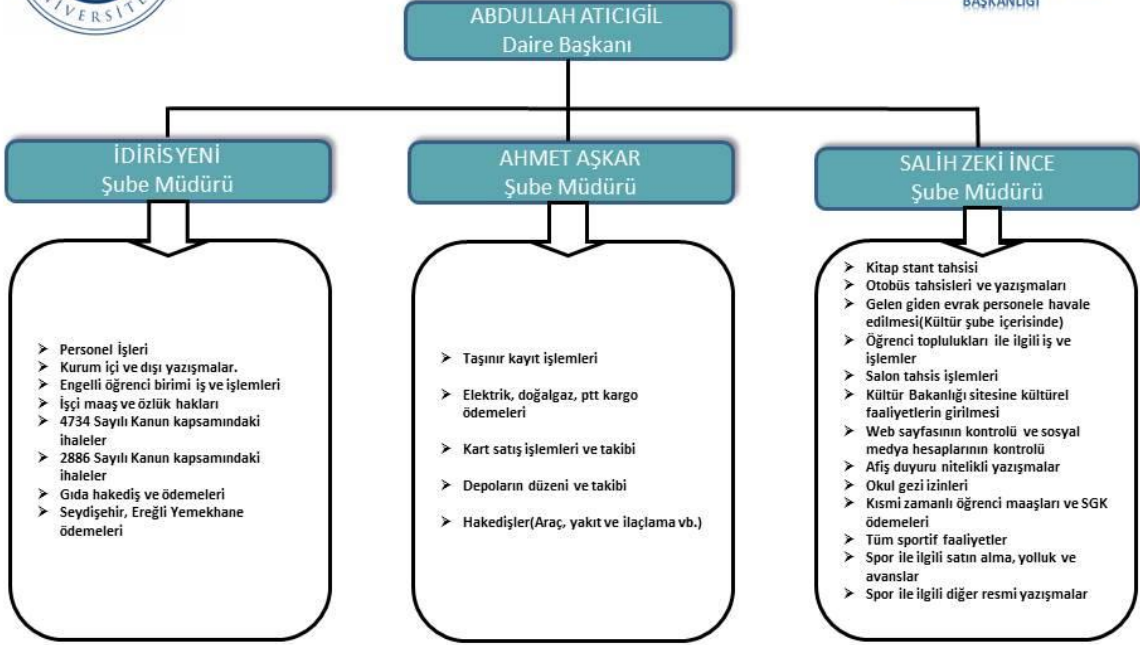 VERSİTE
BAŞKANLIĞI
ABDULLAH ATICIGİL
Daire Başkanı
İDİRİS YENİ
Şube Müdürü
AHMET AŞKAR
Şube Müdürü
SALİH ZEKİ İNCE
Şube Müdürü
➤ Personel İşleri
➤ Kurum içi ve dışı yazışmalar.
➤ Engelli öğrenci birimi iş ve işlemleri
➤ İşçi maaş ve özlük hakları
➤ 4734 Sayılı Kanun kapsamındaki
ihaleler
➤ 2886 Sayılı Kanun kapsamındaki
ihaleler
➤ Gıda hakediş ve ödemeleri
➤ Seydişehir, Ereğli Yemekhane
ödemeleri
➤ Taşınır kayıt işlemleri
➤ Elektrik, doğalgaz, ptt kargo
ödemeleri
➤ Kart satış işlemleri ve takibi
➤ Depoların düzeni ve takibi
➤ Hakedişler(Araç, yakıt ve ilaçlama vb.)
➤ Kitap stant tahsisi
➤ Otobüs tahsisleri ve yazışmaları
➤ Gelen giden evrak personele havale
edilmesi(Kültür şube içerisinde)
➤ Öğrenci toplulukları ile ilgili iş ve
işlemler
➤ Salon tahsis işlemleri
➤ Kültür Bakanlığı sitesine kültürel
faaliyetlerin girilmesi
➤ Web sayfasının kontrolü ve sosyal
medya hesaplarının kontrolü
➤ Afiş duyuru nitelikli yazışmalar
➤ Okul gezi izinleri
➤ Kısmi zamanlı öğrenci maaşları ve SGK
ödemeleri
➤ Tüm sportif faaliyetler
➤ Spor ile ilgili satın alma, yolluk ve
avanslar
➤ Spor ile ilgili diğer resmi yazışmalar